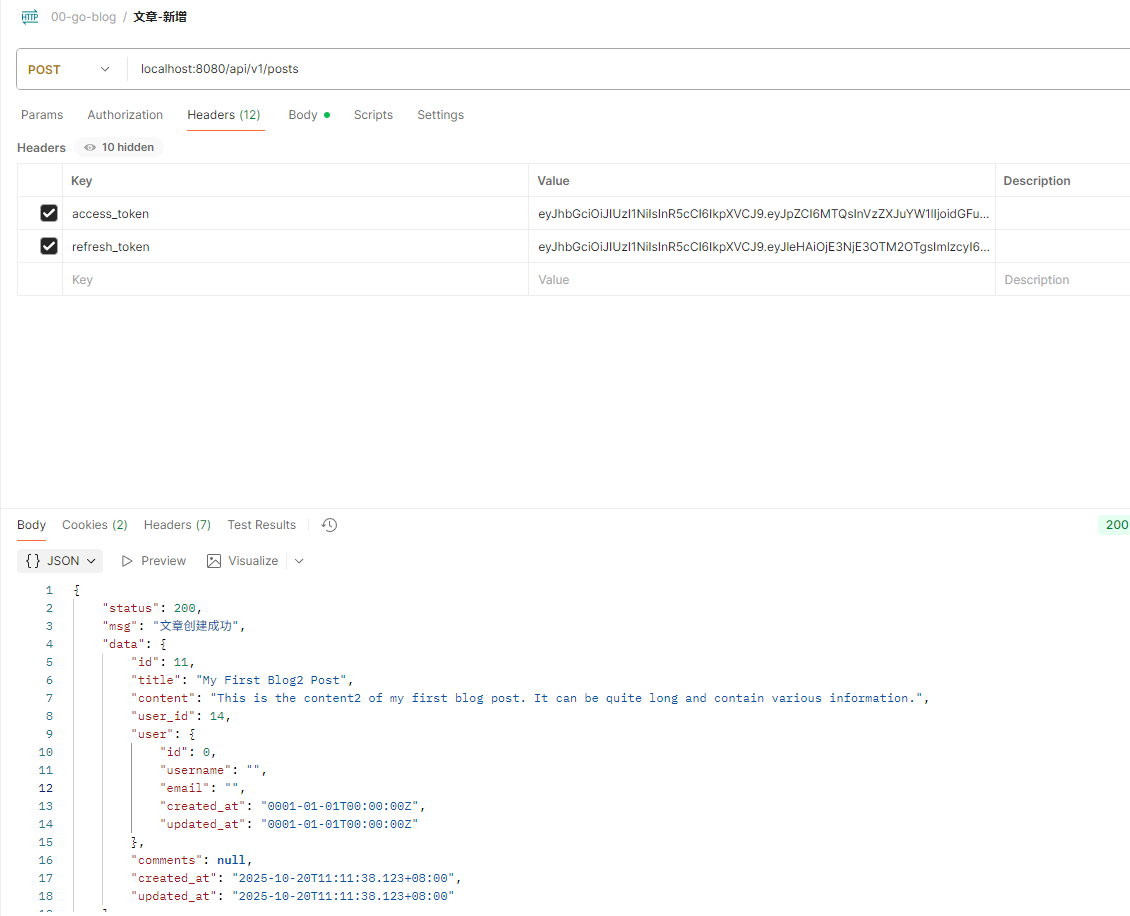 HTTP 00-go-blog / 文章-新增
POST localhost:8080/api/v1/posts
Params Authorization Headers (12) Body Scripts Settings
Headers 10 hidden
Key Value Description
access_token eyJhbGciOiJIUzI1NiIsInR5cCI6IkpXVCJ9.eyJpZCI6MTQsInVzZXJuYW1lIjoidGFu...
refresh_token eyJhbGciOiJIUzI1NiIsInR5cCI6IkpXVCJ9.eyJleHAiOjE3NjE3OTM2OTgsImlzcyI6...
Key Value Description
Body Cookies (2) Headers (7) Test Results 200
{} JSON Preview Visualize
1 {
2 "status": 200,
3 "msg": "文章创建成功",
4 "data": {
5 "id": 11,
6 "title": "My First Blog2 Post",
7 "content": "This is the content2 of my first blog post. It can be quite long and contain various information.",
8 "user_id": 14,
9 "user": {
10 "id": 0,
11 "username": "",
12 "email": "",
13 "created_at": "0001-01-01T00:00:00Z",
14 "updated_at": "0001-01-01T00:00:00Z"
15 },
16 "comments": null,
17 "created_at": "2025-10-20T11:11:38.123+08:00",
18 "updated_at": "2025-10-20T11:11:38.123+08:00"